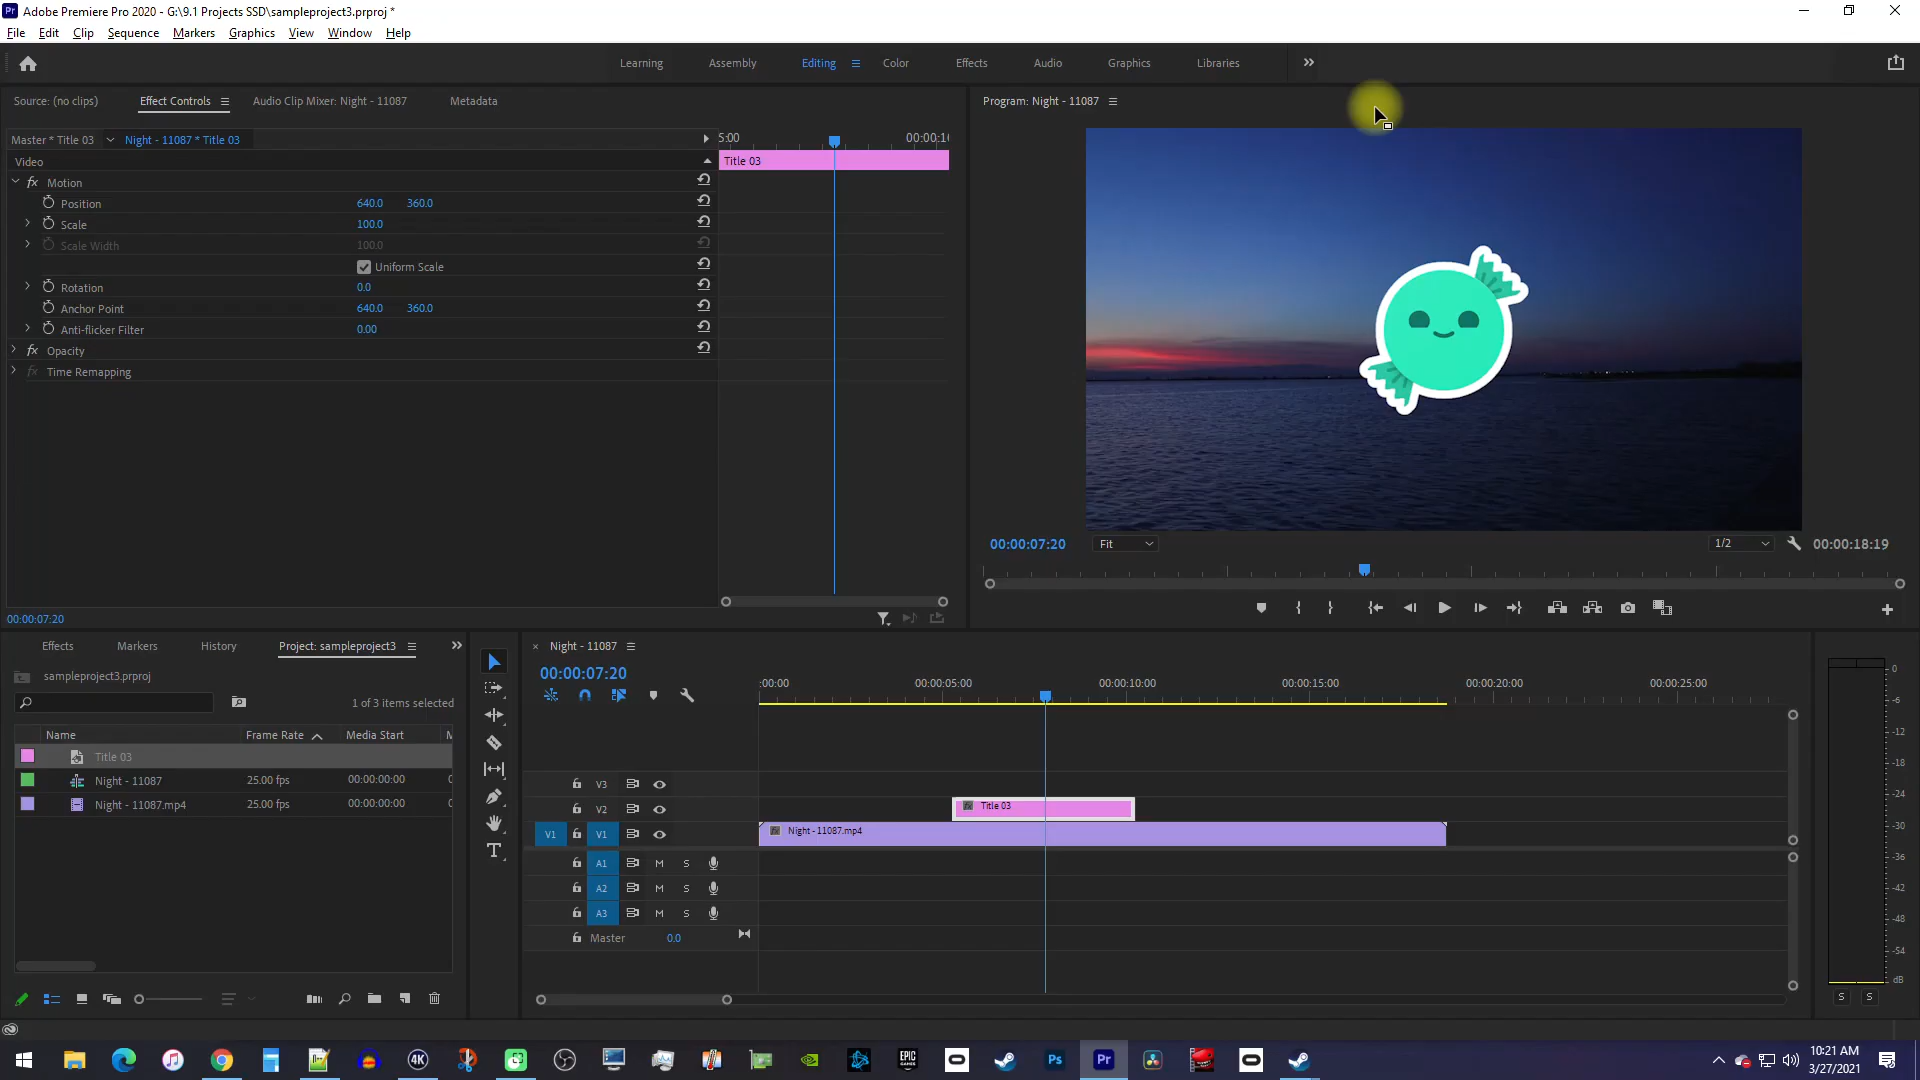 Adobe Premiere Pro 2020 - G:\9.1 Projects SSD\sampleproject3.prproj *
File Edit Clip Sequence Markers Graphics View Window Help
Learning Assembly Editing Color Effects Audio Graphics Libraries
Source: (no clips) Effect Controls Audio Clip Mixer: Night - 11087 Metadata
Program: Night - 11087
Master * Title 03 Night - 11087 * Title 03
5:00 00:00:1
Video
Title 03
fx Motion
Position 640.0 360.0
Scale 100.0
Scale Width 100.0
Uniform Scale
Rotation 0.0
Anchor Point 640.0 360.0
Anti-flicker Filter 0.00
fx Opacity
fx Time Remapping
00:00:07:20
00:00:07:20 Fit 1/2 00:00:18:19
Effects Markers History Project: sampleproject3
sampleproject3.prproj
1 of 3 items selected
Name Frame Rate Media Start
Title 03
Night - 11087 25.00 fps 00:00:00:00
Night - 11087.mp4 25.00 fps 00:00:00:00
Night - 11087
00:00:07:20
:00:00 00:00:05:00 00:00:10:00 00:00:15:00 00:00:20:00 00:00:25:00
V3
V2
fx Title 03
V1 V1
fx Night - 11087.mp4
A1 M S
A2 M S
A3 M S
Master 0.0
0
-6
-12
-18
-24
-30
-36
-42
-48
-54
dB
S S
4K
EPIC GAMES
Ps
Pr
10:21 AM
3/27/2021